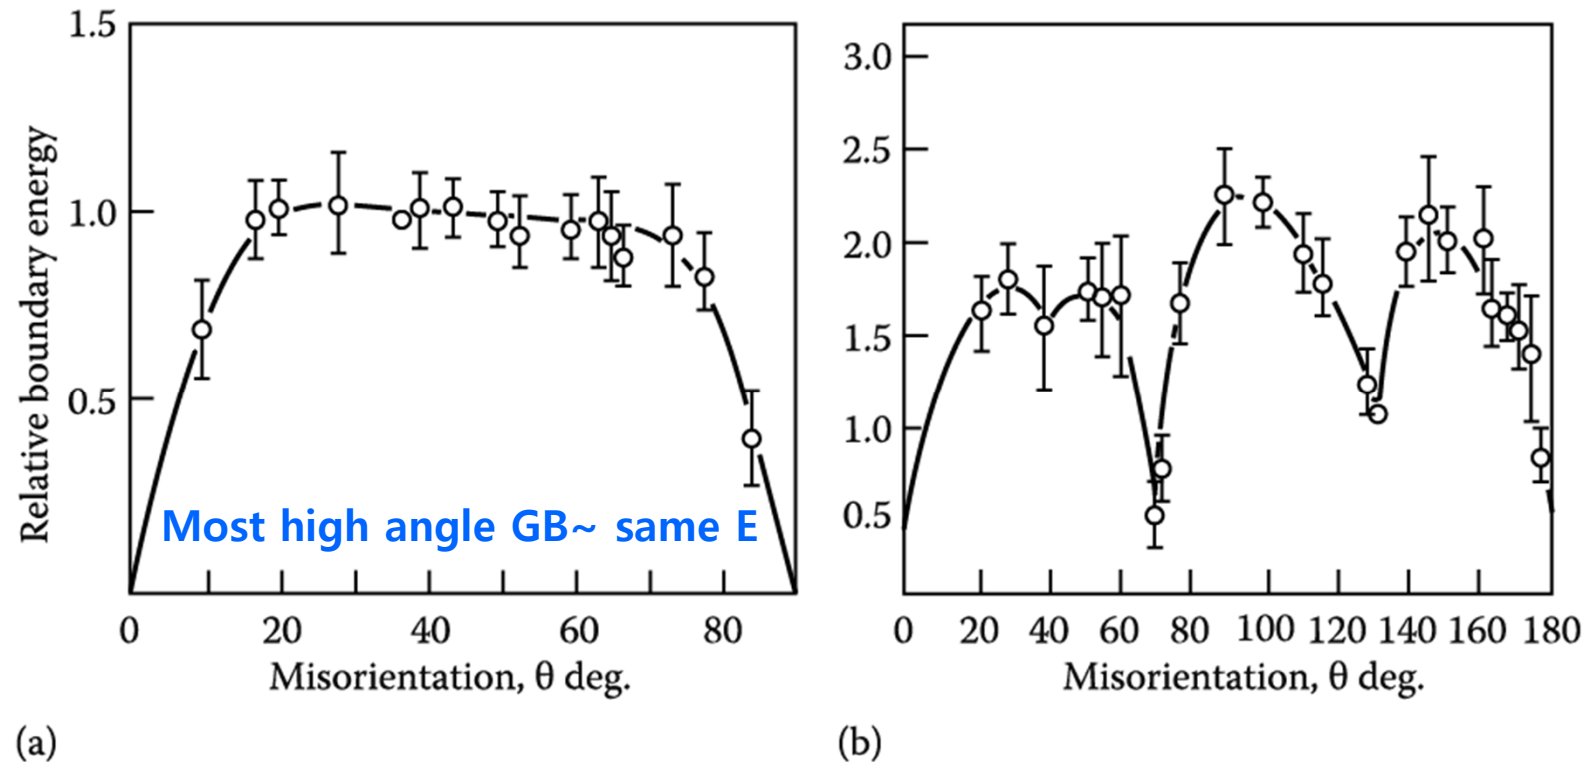 Relative boundary energy
1.5
1.0
0.5
Most high angle GB~ same E
0 20 40 60 80
Misorientation, θ deg.
(a)
3.0
2.5
2.0
1.5
1.0
0.5
0 20 40 60 80 100 120 140 160 180
Misorientation, θ deg.
(b)